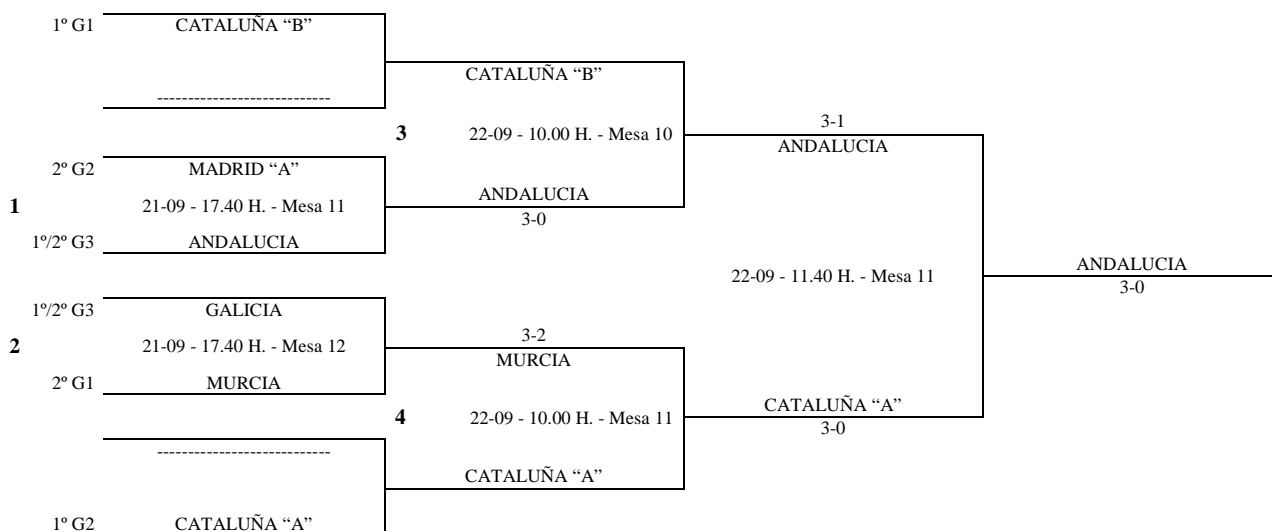 1º G1 CATALUÑA “B”
CATALUÑA “B”
----------------------------
3 22-09 - 10.00 H. - Mesa 10
3-1
ANDALUCIA
2º G2 MADRID “A”
1 21-09 - 17.40 H. - Mesa 11
ANDALUCIA
3-0
1º/2º G3 ANDALUCIA
22-09 - 11.40 H. - Mesa 11
ANDALUCIA
3-0
1º/2º G3 GALICIA
2 21-09 - 17.40 H. - Mesa 12
3-2
MURCIA
2º G1 MURCIA
4 22-09 - 10.00 H. - Mesa 11
CATALUÑA “A”
3-0
----------------------------
CATALUÑA “A”
1º G2 CATALUÑA “A”